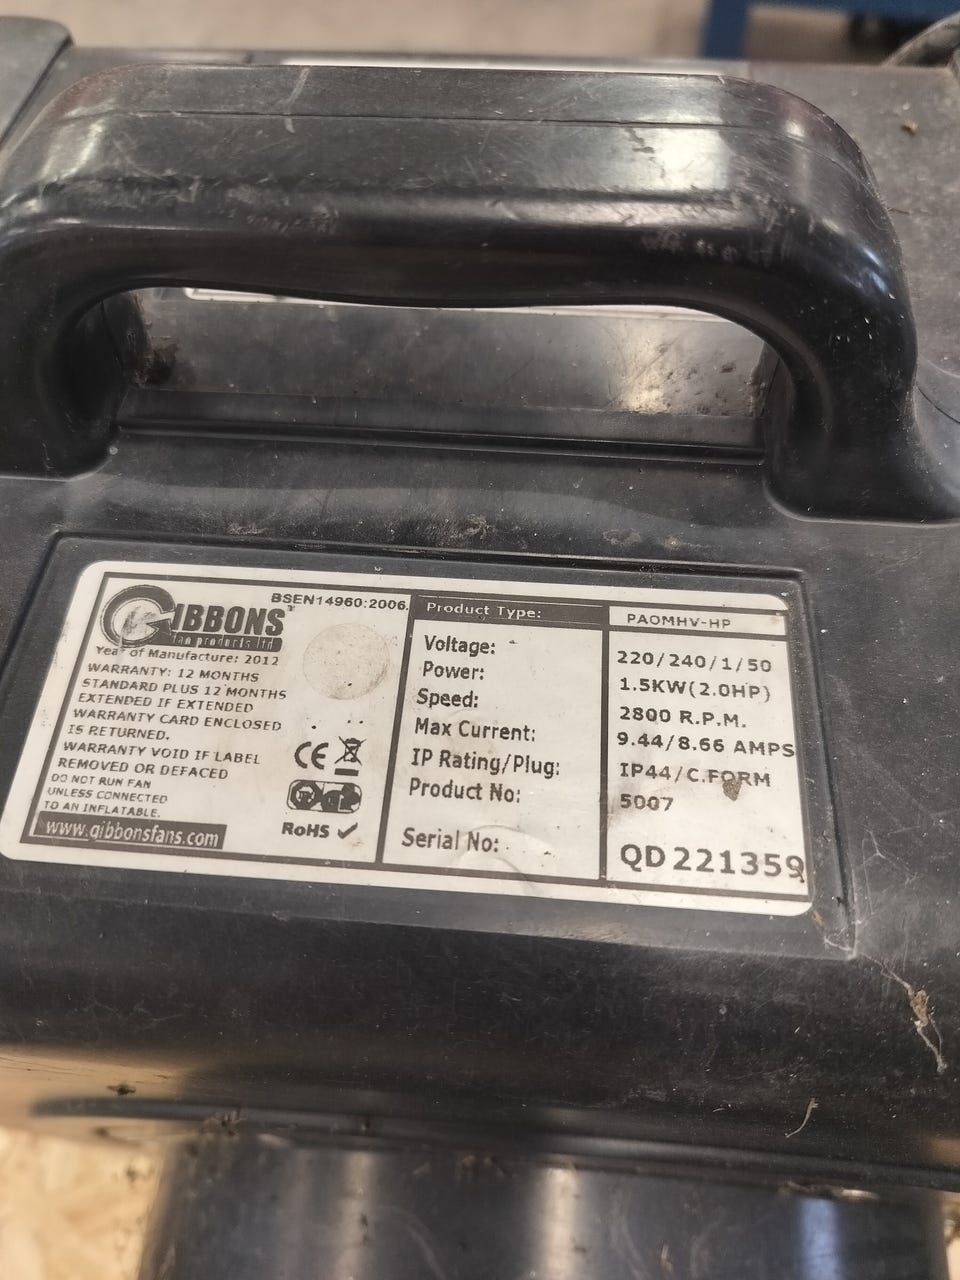 GIBBONS
fan products ltd
BSEN14960:2006.
Year of Manufacture: 2012
WARRANTY: 12 MONTHS
STANDARD PLUS 12 MONTHS
EXTENDED IF EXTENDED
WARRANTY CARD ENCLOSED
IS RETURNED.
WARRANTY VOID IF LABEL
REMOVED OR DEFACED
DO NOT RUN FAN
UNLESS CONNECTED
TO AN INFLATABLE.
www.gibbonsfans.com
CE
RoHS
Product Type: PAOMHV-HP
Voltage: 220/240/1/50
Power: 1.5KW(2.0HP)
Speed: 2800 R.P.M.
Max Current: 9.44/8.66 AMPS
IP Rating/Plug: IP44/C.FORM
Product No: 5007
Serial No: QD221359